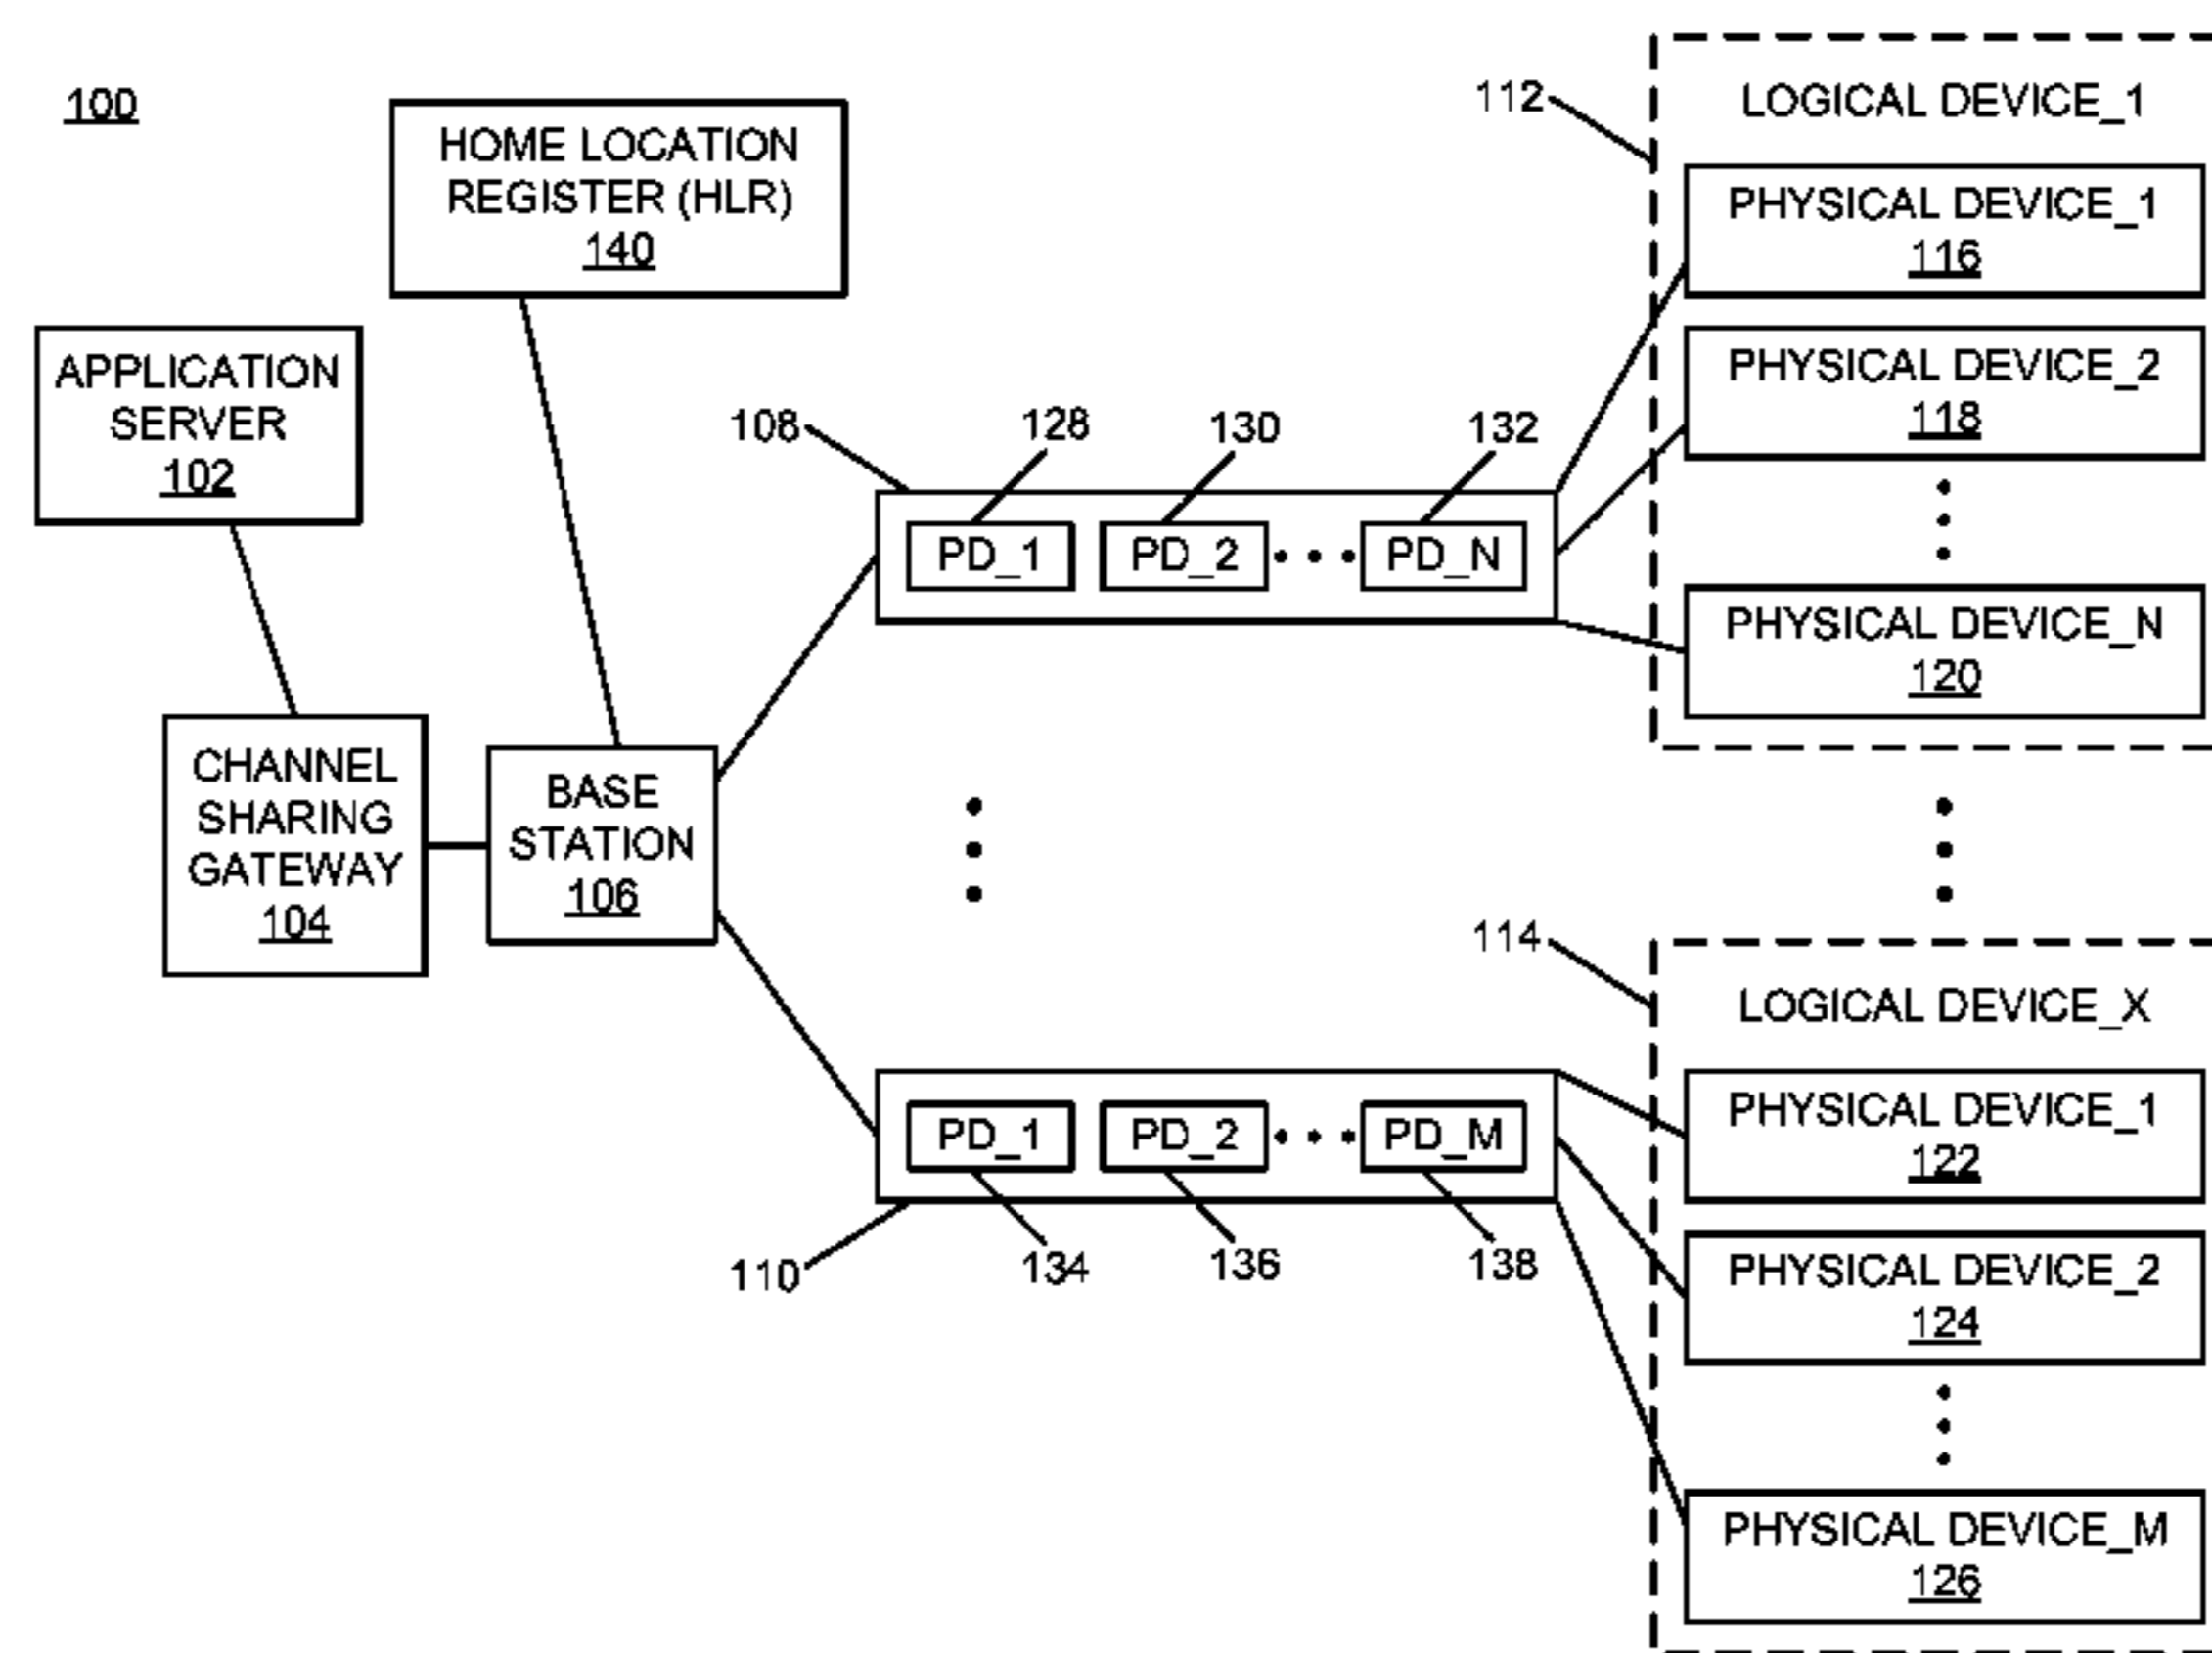 100
HOME LOCATION
REGISTER (HLR)
140
APPLICATION
SERVER
102
CHANNEL
SHARING
GATEWAY
104
BASE
STATION
106
108
128
130
132
PD_1
PD_2
PD_N
112
LOGICAL DEVICE_1
PHYSICAL DEVICE_1
116
PHYSICAL DEVICE_2
118
PHYSICAL DEVICE_N
120
PD_1
PD_2
PD_M
110
134
136
138
114
LOGICAL DEVICE_X
PHYSICAL DEVICE_1
122
PHYSICAL DEVICE_2
124
PHYSICAL DEVICE_M
126